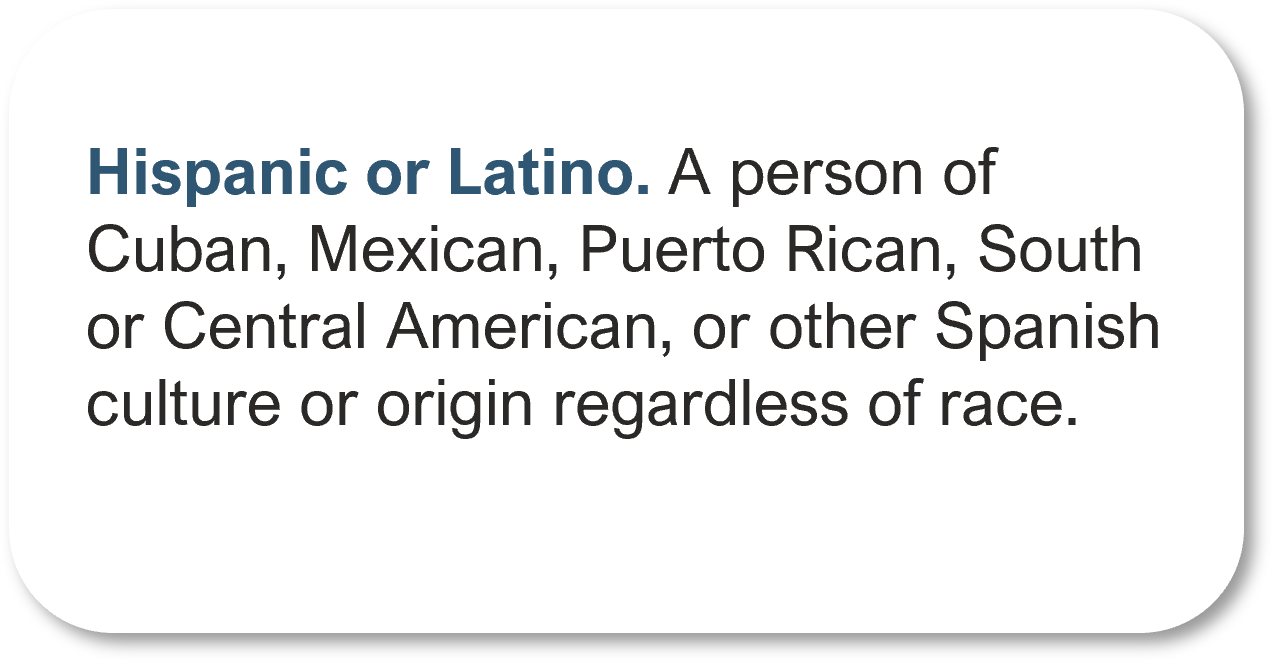 Hispanic or Latino. A person of
Cuban, Mexican, Puerto Rican, South
or Central American, or other Spanish
culture or origin regardless of race.